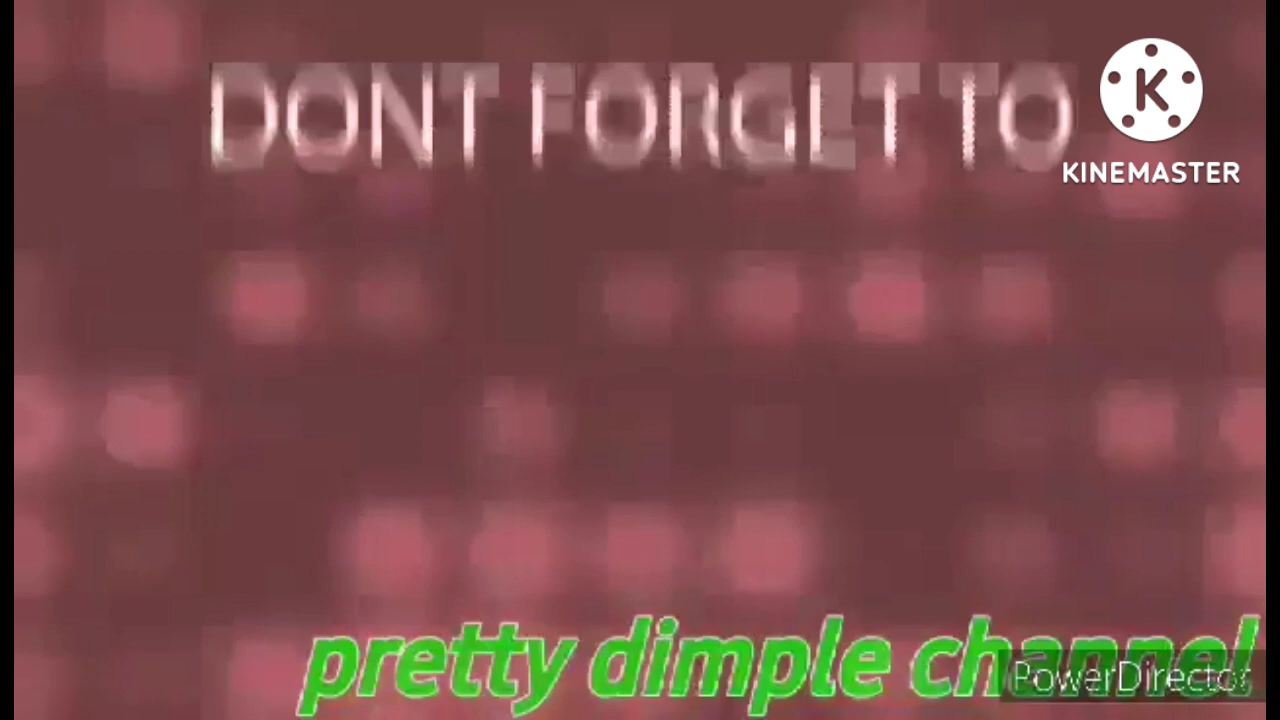 DONT FORGET TO
K
KINEMASTER
pretty dimple channel
PowerDirector